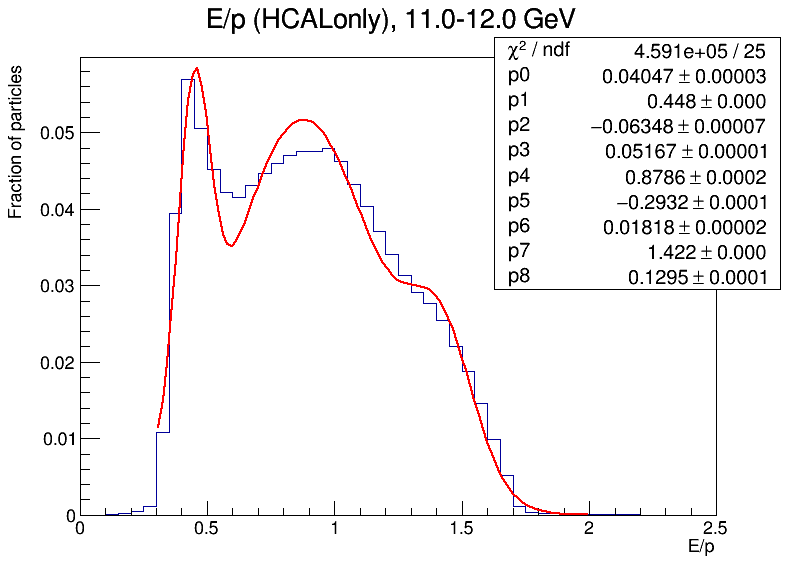 E/p (HCALonly), 11.0-12.0 GeV
χ² / ndf 4.591e+05 / 25
p0 0.04047 ± 0.00003
p1 0.448 ± 0.000
p2 −0.06348 ± 0.00007
p3 0.05167 ± 0.00001
p4 0.8786 ± 0.0002
p5 −0.2932 ± 0.0001
p6 0.01818 ± 0.00002
p7 1.422 ± 0.000
p8 0.1295 ± 0.0001
Fraction of particles
0.05
0.04
0.03
0.02
0.01
0
0 0.5 1 1.5 2 2.5
E/p